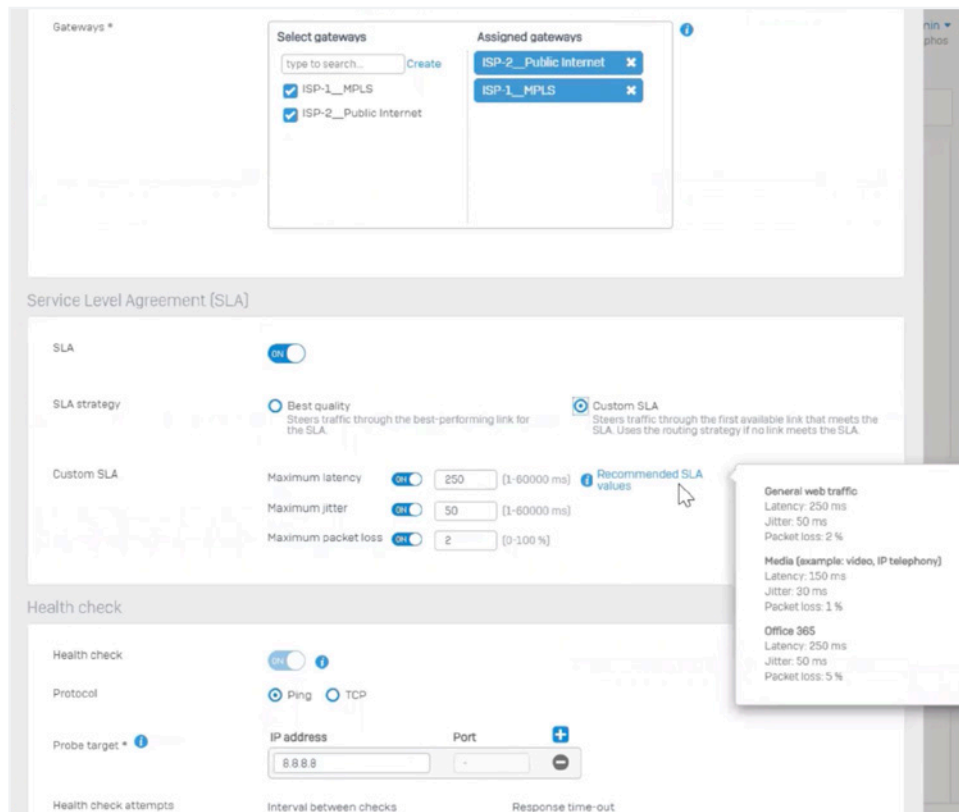 Gateways *
Select gateways
Assigned gateways
type to search...
Create
ISP-1__MPLS
ISP-2__Public Internet
ISP-2__Public Internet
ISP-1__MPLS
Service Level Agreement (SLA)
SLA
ON
SLA strategy
Best quality
Steers traffic through the best-performing link for
the SLA.
Custom SLA
Steers traffic through the first available link that meets the
SLA. Uses the routing strategy if no link meets the SLA.
Custom SLA
Maximum latency ON 250 (1-60000 ms)
Recommended SLA
values
Maximum jitter ON 50 (1-60000 ms)
Maximum packet loss ON 2 (0-100 %)
General web traffic
Latency: 250 ms
Jitter: 50 ms
Packet loss: 2 %
Media (example: video, IP telephony)
Latency: 150 ms
Jitter: 30 ms
Packet loss: 1 %
Office 365
Latency: 250 ms
Jitter: 50 ms
Packet loss: 5 %
Health check
Health check
ON
Protocol
Ping TCP
Probe target *
IP address Port
8.8.8.8 -
Health check attempts
Interval between checks
Response time-out